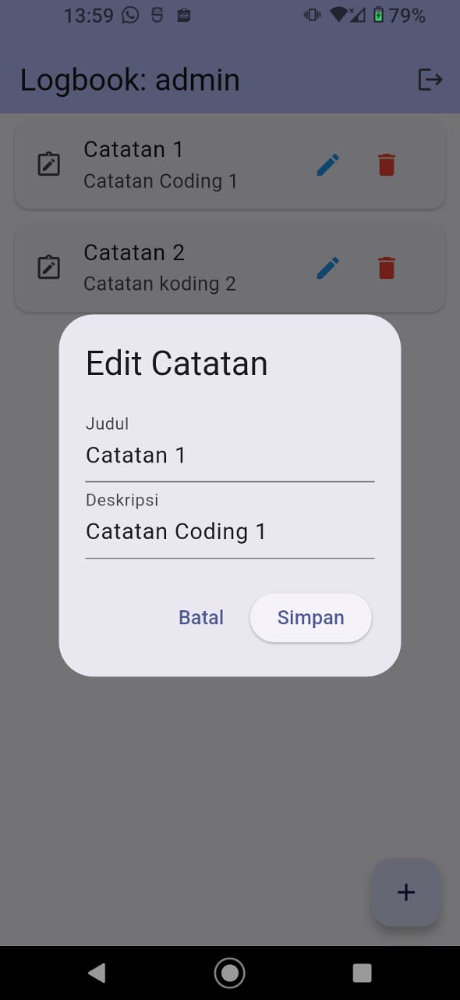 13:59 79%
Logbook: admin
Catatan 1
Catatan Coding 1
Catatan 2
Catatan koding 2
Edit Catatan
Judul
Catatan 1
Deskripsi
Catatan Coding 1
Batal Simpan